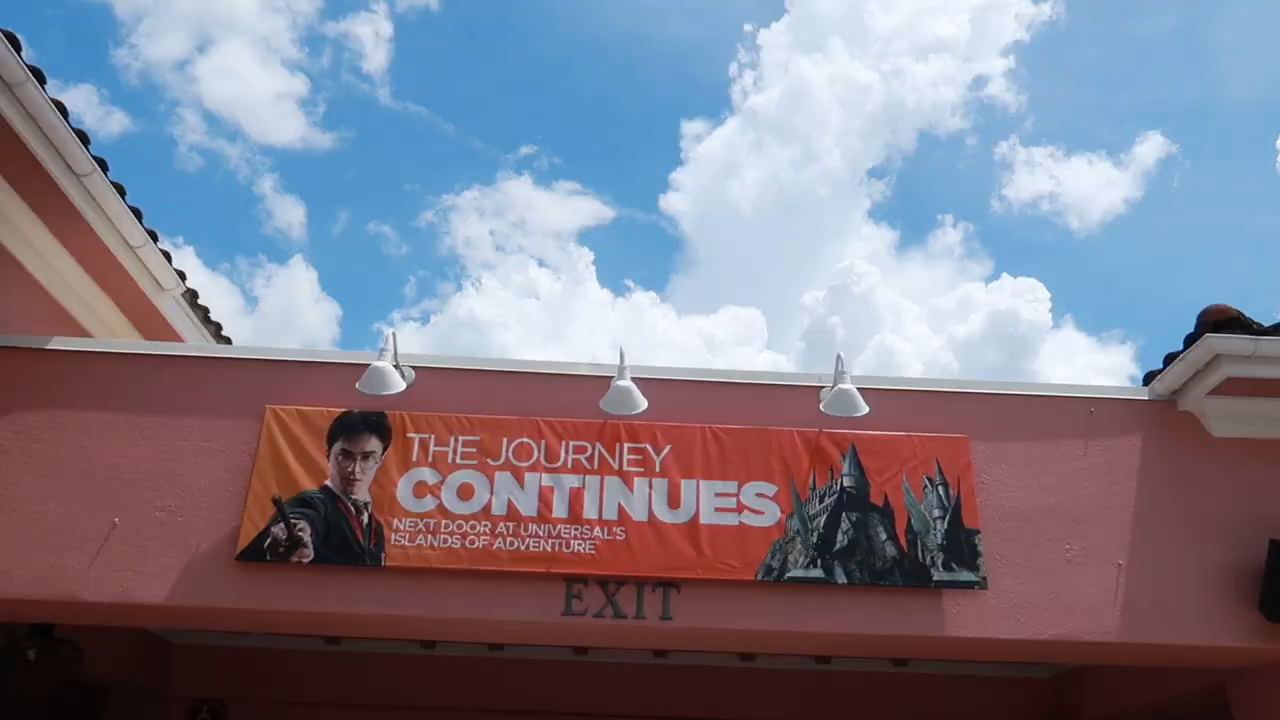 THE JOURNEY
CONTINUES
NEXT DOOR AT UNIVERSAL'S
ISLANDS OF ADVENTURE
EXIT